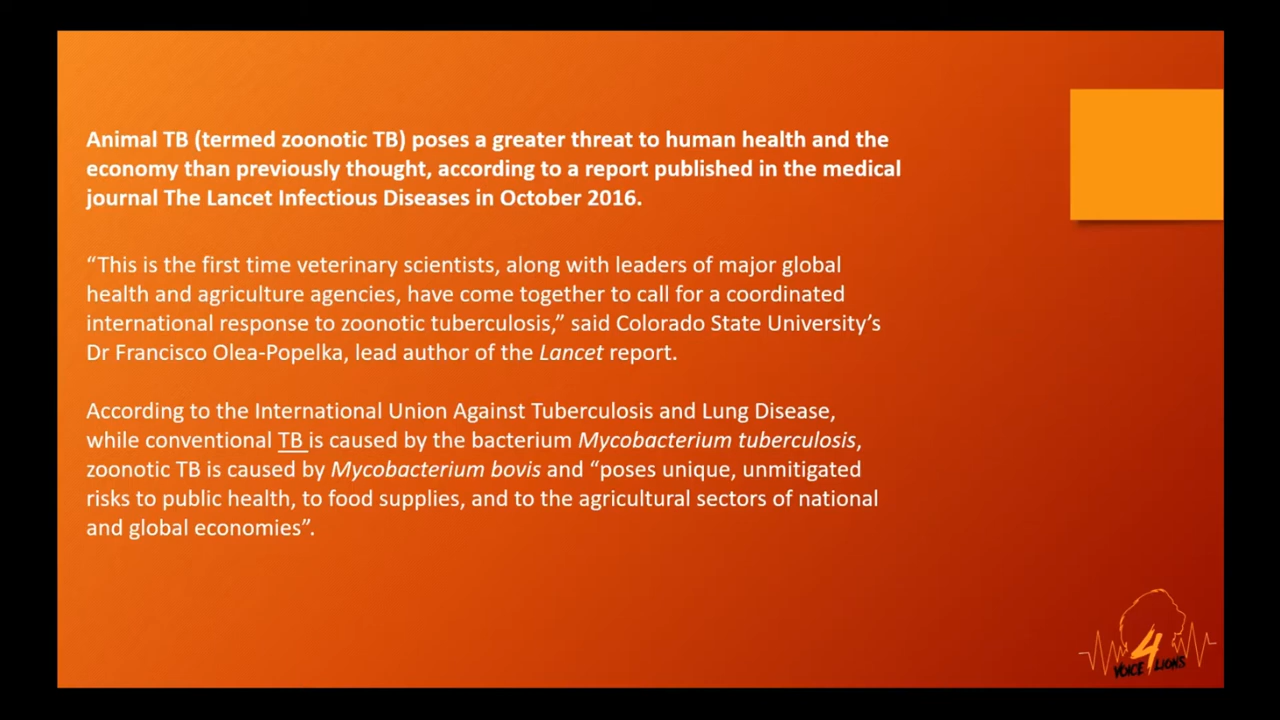 Animal TB (termed zoonotic TB) poses a greater threat to human health and the
economy than previously thought, according to a report published in the medical
journal The Lancet Infectious Diseases in October 2016.
“This is the first time veterinary scientists, along with leaders of major global
health and agriculture agencies, have come together to call for a coordinated
international response to zoonotic tuberculosis,” said Colorado State University’s
Dr Francisco Olea-Popelka, lead author of the Lancet report.
According to the International Union Against Tuberculosis and Lung Disease,
while conventional TB is caused by the bacterium Mycobacterium tuberculosis,
zoonotic TB is caused by Mycobacterium bovis and “poses unique, unmitigated
risks to public health, to food supplies, and to the agricultural sectors of national
and global economies”.
VOICE 4 LIONS